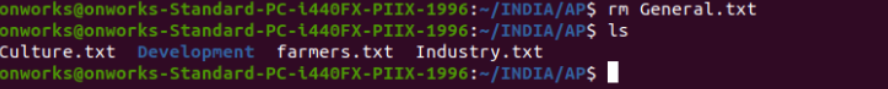 onworks@onworks-Standard-PC-i440FX-PIIX-1996:~/INDIA/AP$ rm General.txt
onworks@onworks-Standard-PC-i440FX-PIIX-1996:~/INDIA/AP$ ls
Culture.txt  Development  farmers.txt  Industry.txt
onworks@onworks-Standard-PC-i440FX-PIIX-1996:~/INDIA/AP$